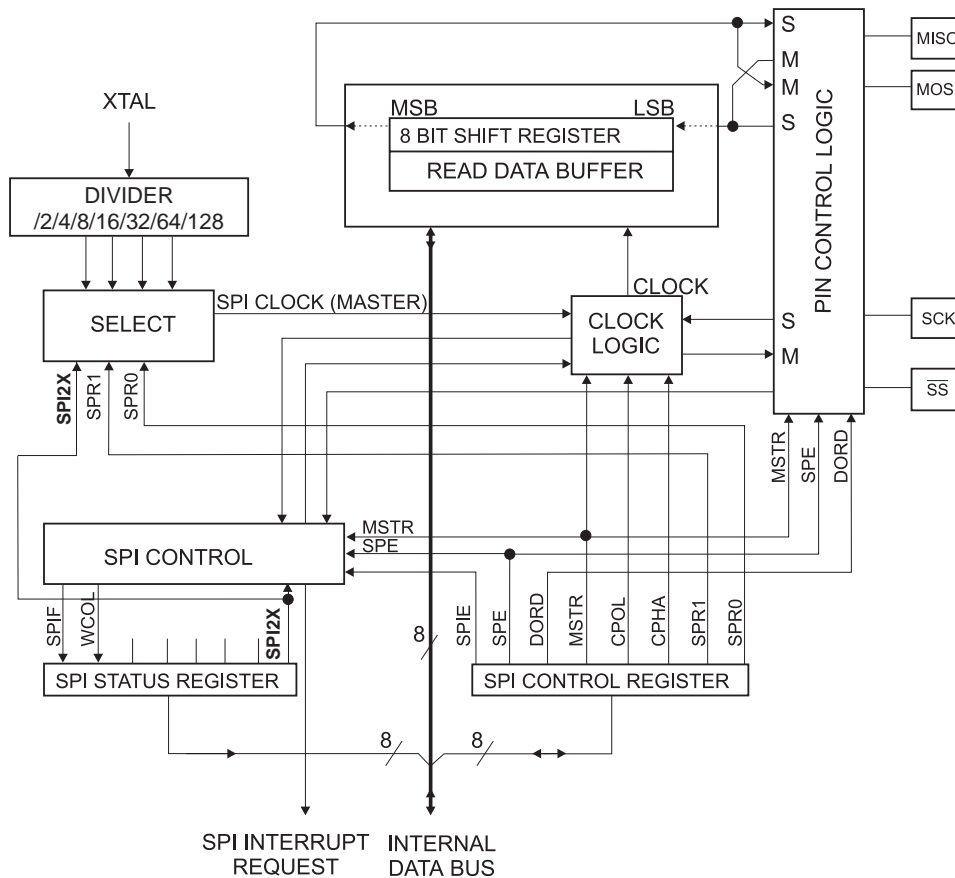 S
MISO
M
XTAL
MSB
LSB
M
MOSI
8 BIT SHIFT REGISTER
S
READ DATA BUFFER
DIVIDER
/2/4/8/16/32/64/128
PIN CONTROL LOGIC
SPI CLOCK (MASTER)
CLOCK
SELECT
CLOCK
LOGIC
S
SCK
M
SPI2X
SPR1
SPR0
SS
MSTR
SPE
DORD
SPI CONTROL
MSTR
SPE
SPIF
WCOL
SPI2X
8
SPIE
SPE
DORD
MSTR
CPOL
CPHA
SPR1
SPR0
SPI STATUS REGISTER
SPI CONTROL REGISTER
8
8
SPI INTERRUPT
REQUEST
INTERNAL
DATA BUS